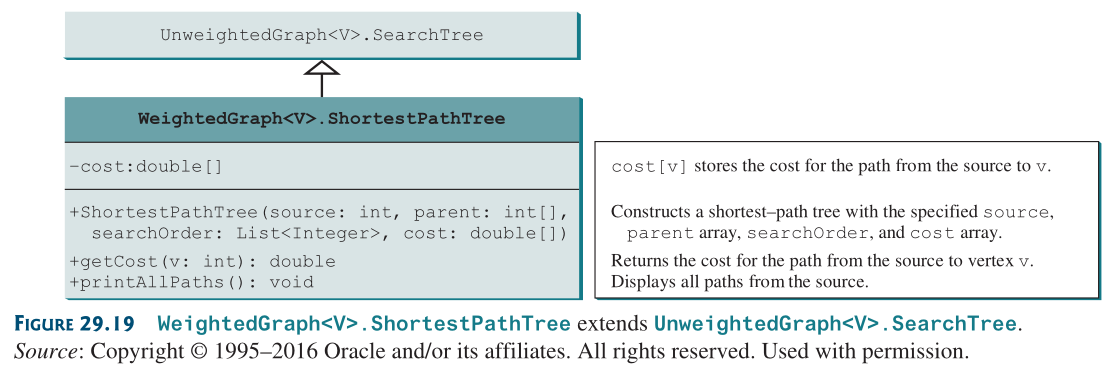 UnweightedGraph<V>.SearchTree
WeightedGraph<V>.ShortestPathTree
-cost:double[]
cost[v] stores the cost for the path from the source to v.
+ShortestPathTree(source: int, parent: int[],
searchOrder: List<Integer>, cost: double[])
+getCost(v: int): double
+printAllPaths(): void
Constructs a shortest–path tree with the specified source,
parent array, searchOrder, and cost array.
Returns the cost for the path from the source to vertex v.
Displays all paths from the source.
FIGURE 29.19 WeightedGraph<V>.ShortestPathTree extends UnweightedGraph<V>.SearchTree.
Source: Copyright © 1995–2016 Oracle and/or its affiliates. All rights reserved. Used with permission.